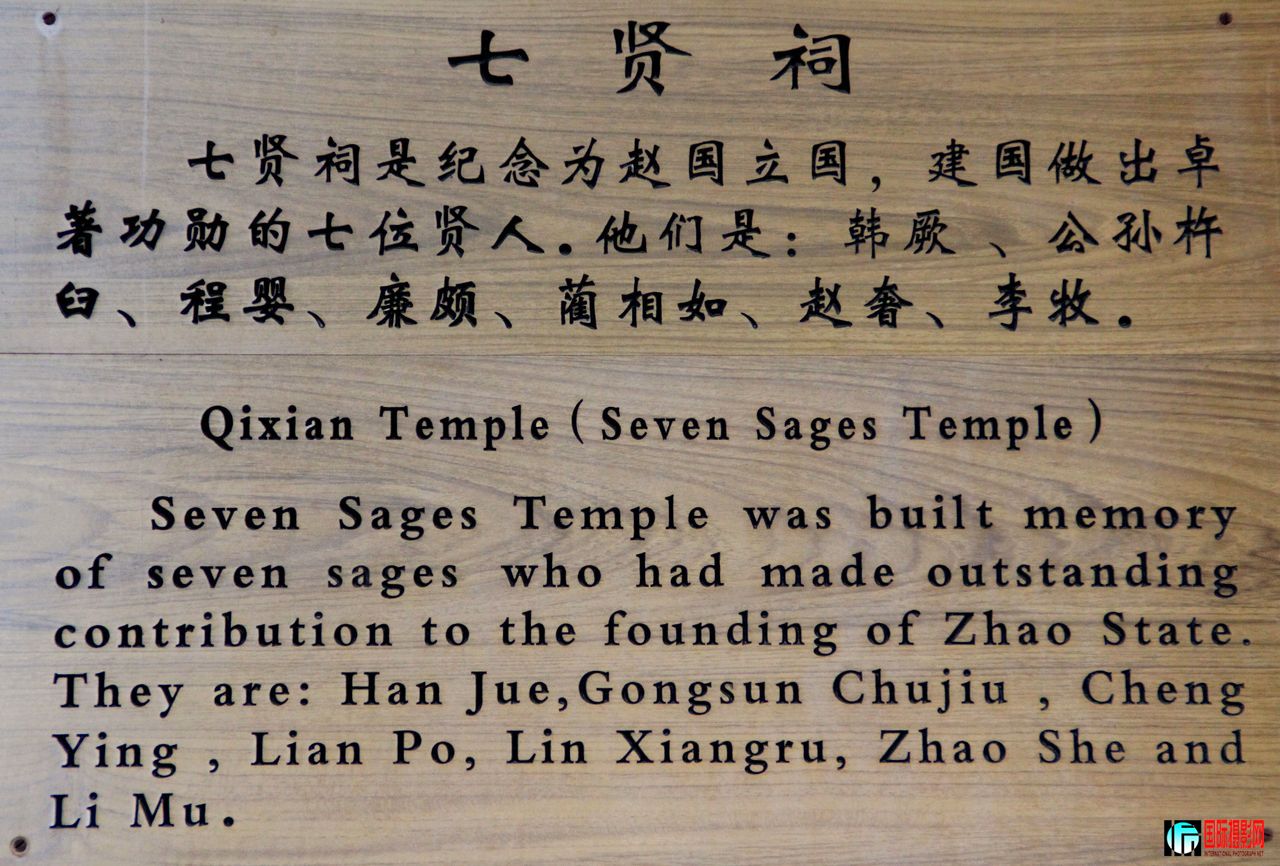 七贤祠
七贤祠是纪念为赵国立国，建国做出卓
著功勋的七位贤人.他们是：韩厥、公孙杵
臼、程婴、廉颇、蔺相如、赵奢、李牧.
Qixian Temple（Seven Sages Temple）
Seven Sages Temple was built memory
of seven sages who had made outstanding
contribution to the founding of Zhao State.
They are: Han Jue,Gongsun Chujiu , Cheng
Ying , Lian Po, Lin Xiangru, Zhao She and
Li Mu.
国际摄影网
INTERNATIONAL PHOTOGRAPH.NET